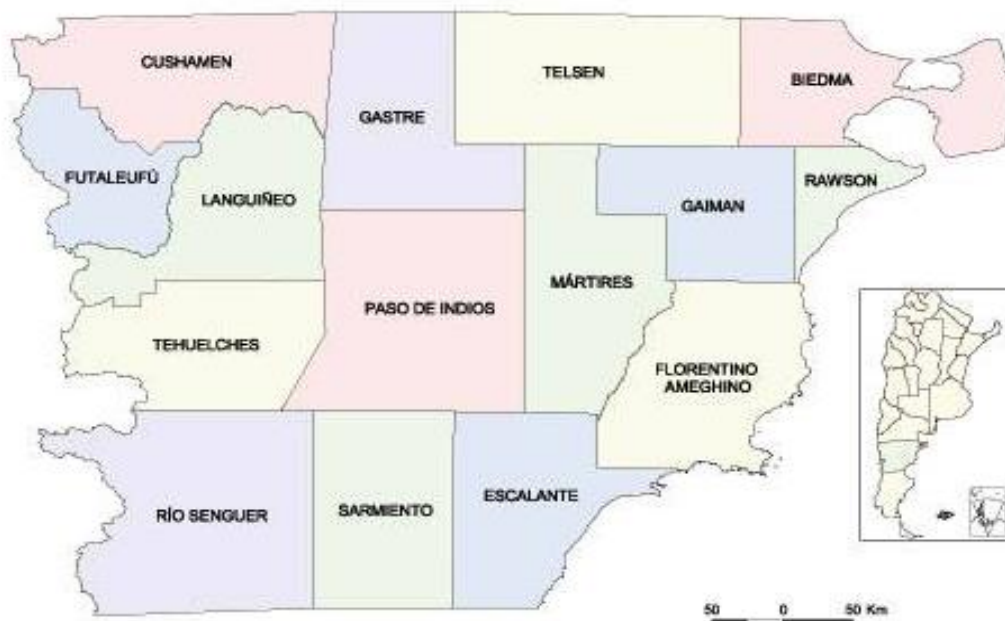 CUSHAMEN
TELSEN
BIEDMA
GASTRE
FUTALEUFÚ
LANGUIÑEO
GAIMAN
RAWSON
MÁRTIRES
PASO DE INDIOS
TEHUELCHES
FLORENTINO
AMEGHINO
RÍO SENGUER
SARMIENTO
ESCALANTE
50 0 50 Km